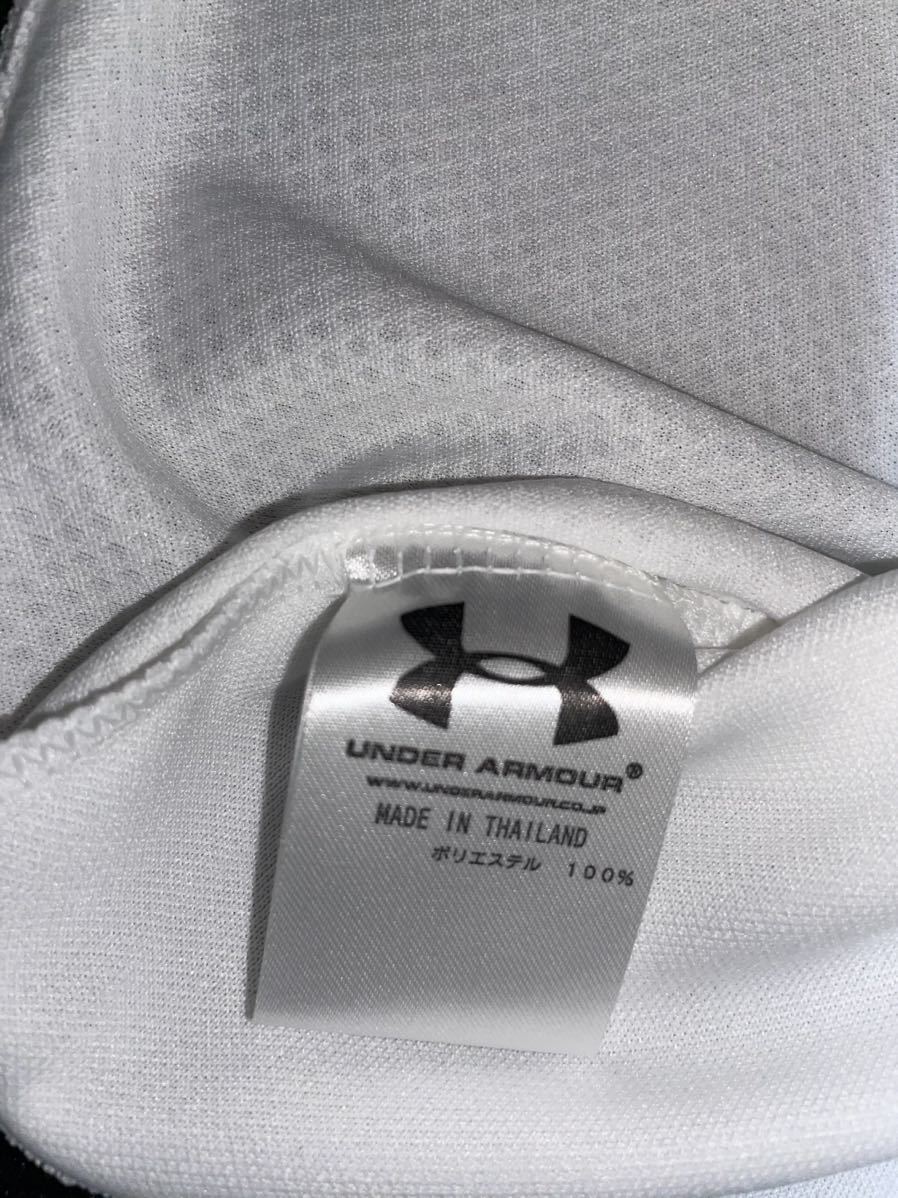 UNDER ARMOUR®
WWW.UNDERARMOUR.CO.JP
MADE IN THAILAND
ポリエステル 100%